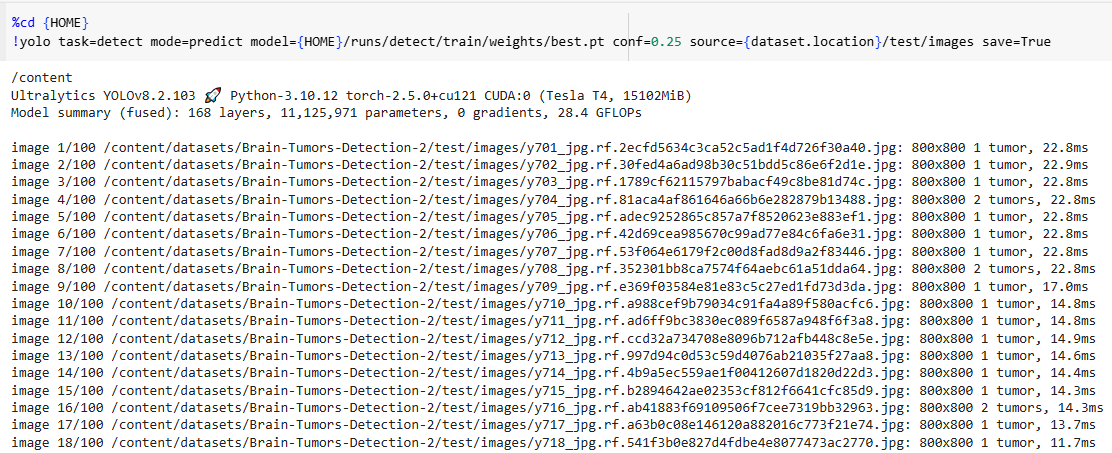 %cd {HOME}
!yolo task=detect mode=predict model={HOME}/runs/detect/train/weights/best.pt conf=0.25 source={dataset.location}/test/images save=True
/content
Ultralytics YOLOv8.2.103 🚀 Python-3.10.12 torch-2.5.0+cu121 CUDA:0 (Tesla T4, 15102MiB)
Model summary (fused): 168 layers, 11,125,971 parameters, 0 gradients, 28.4 GFLOPs
image 1/100 /content/datasets/Brain-Tumors-Detection-2/test/images/y701_jpg.rf.2ecfd5634c3ca52c5ad1f4d726f30a40.jpg: 800x800 1 tumor, 22.8ms
image 2/100 /content/datasets/Brain-Tumors-Detection-2/test/images/y702_jpg.rf.30fed4a6ad98b30c51bdd5c86e6f2d1e.jpg: 800x800 1 tumor, 22.9ms
image 3/100 /content/datasets/Brain-Tumors-Detection-2/test/images/y703_jpg.rf.1789cf62115797babacf49c8be81d74c.jpg: 800x800 1 tumor, 22.8ms
image 4/100 /content/datasets/Brain-Tumors-Detection-2/test/images/y704_jpg.rf.81aca4af861646a66b6e282879b13488.jpg: 800x800 2 tumors, 22.8ms
image 5/100 /content/datasets/Brain-Tumors-Detection-2/test/images/y705_jpg.rf.adec9252865c857a7f8520623e883ef1.jpg: 800x800 1 tumor, 22.8ms
image 6/100 /content/datasets/Brain-Tumors-Detection-2/test/images/y706_jpg.rf.42d69cea985670c99ad77e84c6fa6e31.jpg: 800x800 1 tumor, 22.8ms
image 7/100 /content/datasets/Brain-Tumors-Detection-2/test/images/y707_jpg.rf.53f064e6179f2c00d8fad8d9a2f83446.jpg: 800x800 1 tumor, 22.8ms
image 8/100 /content/datasets/Brain-Tumors-Detection-2/test/images/y708_jpg.rf.352301bb8ca7574f64aebc61a51dda64.jpg: 800x800 2 tumors, 22.8ms
image 9/100 /content/datasets/Brain-Tumors-Detection-2/test/images/y709_jpg.rf.e369f03584e81e83c5c27ed1fd73d3da.jpg: 800x800 1 tumor, 17.0ms
image 10/100 /content/datasets/Brain-Tumors-Detection-2/test/images/y710_jpg.rf.a988cef9b79034c91fa4a89f580acfc6.jpg: 800x800 1 tumor, 14.8ms
image 11/100 /content/datasets/Brain-Tumors-Detection-2/test/images/y711_jpg.rf.ad6ff9bc3830ec089f6587a948f6f3a8.jpg: 800x800 1 tumor, 14.8ms
image 12/100 /content/datasets/Brain-Tumors-Detection-2/test/images/y712_jpg.rf.ccd32a734708e8096b712afb448c8e5e.jpg: 800x800 1 tumor, 14.9ms
image 13/100 /content/datasets/Brain-Tumors-Detection-2/test/images/y713_jpg.rf.997d94c0d53c59d4076ab21035f27aa8.jpg: 800x800 1 tumor, 14.6ms
image 14/100 /content/datasets/Brain-Tumors-Detection-2/test/images/y714_jpg.rf.4b9a5ec559ae1f00412607d1820d22d3.jpg: 800x800 1 tumor, 14.4ms
image 15/100 /content/datasets/Brain-Tumors-Detection-2/test/images/y715_jpg.rf.b2894642ae02353cf812f6641cfc85d9.jpg: 800x800 1 tumor, 14.3ms
image 16/100 /content/datasets/Brain-Tumors-Detection-2/test/images/y716_jpg.rf.ab41883f69109506f7cee7319bb32963.jpg: 800x800 2 tumors, 14.3ms
image 17/100 /content/datasets/Brain-Tumors-Detection-2/test/images/y717_jpg.rf.a63b0c08e146120a882016c773f21e74.jpg: 800x800 1 tumor, 13.7ms
image 18/100 /content/datasets/Brain-Tumors-Detection-2/test/images/y718_jpg.rf.541f3b0e827d4fdbe4e8077473ac2770.jpg: 800x800 1 tumor, 11.7ms